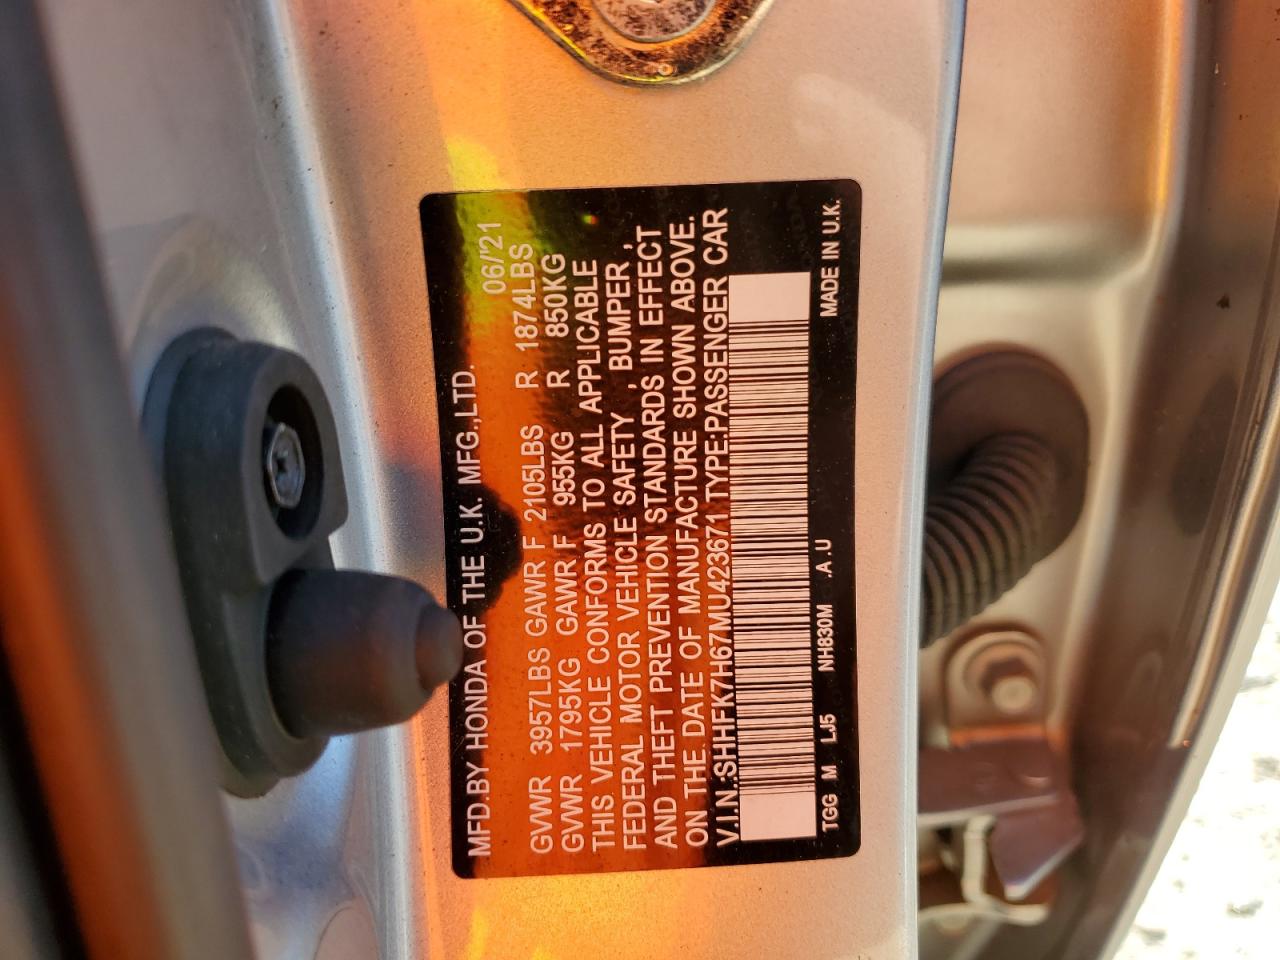 MFD.BY HONDA OF THE U.K. MFG.,LTD. 06/'21
GVWR 3957LBS GAWR F 2105LBS R 1874LBS
GVWR 1795KG GAWR F 955KG R 850KG
THIS VEHICLE CONFORMS TO ALL APPLICABLE
FEDERAL MOTOR VEHICLE SAFETY , BUMPER ,
AND THEFT PREVENTION STANDARDS IN EFFECT
ON THE DATE OF MANUFACTURE SHOWN ABOVE.
V.I.N.:SHHFK7H67MU423671 TYPE:PASSENGER CAR
TGG M LJ5 NH830M .A .U MADE IN U.K.